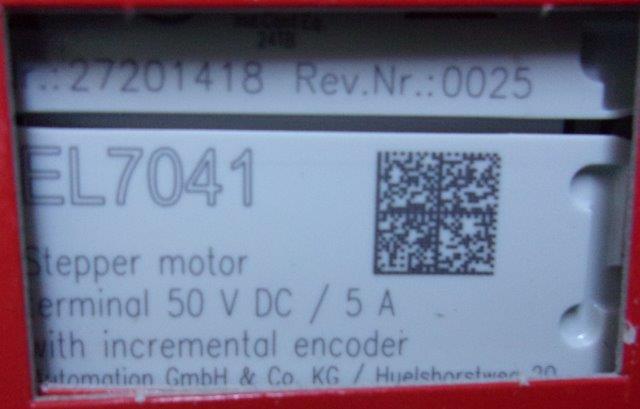 r.:27201418 Rev.Nr.:0025
EL7041
Stepper motor
terminal 50 V DC / 5 A
with incremental encoder
Automation GmbH & Co. KG / Huelshorstweg 20